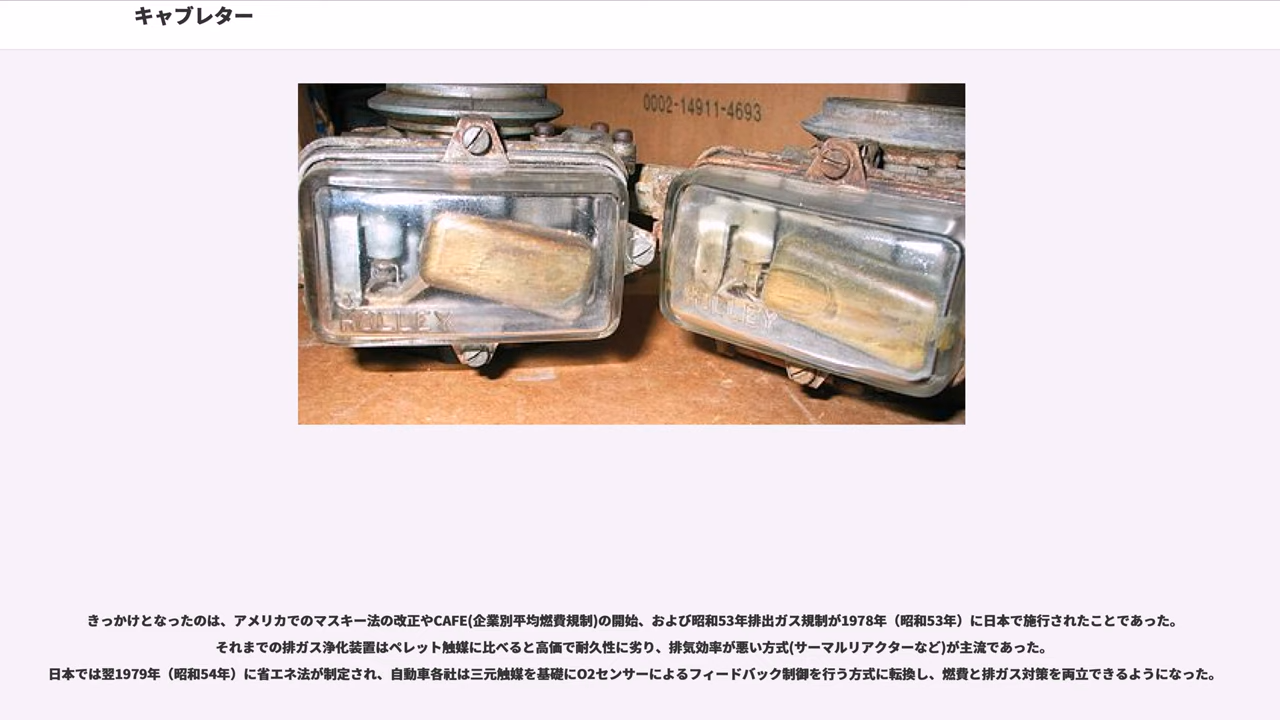 キャブレター
0002-14911-4693
HOLLEY
HOLLEY
きっかけとなったのは、アメリカでのマスキー法の改正やCAFE(企業別平均燃費規制)の開始、および昭和53年排出ガス規制が1978年（昭和53年）に日本で施行されたことであった。
それまでの排ガス浄化装置はペレット触媒に比べると高価で耐久性に劣り、排気効率が悪い方式(サーマルリアクターなど)が主流であった。
日本では翌1979年（昭和54年）に省エネ法が制定され、自動車各社は三元触媒を基礎にO2センサーによるフィードバック制御を行う方式に転換し、燃費と排ガス対策を両立できるようになった。